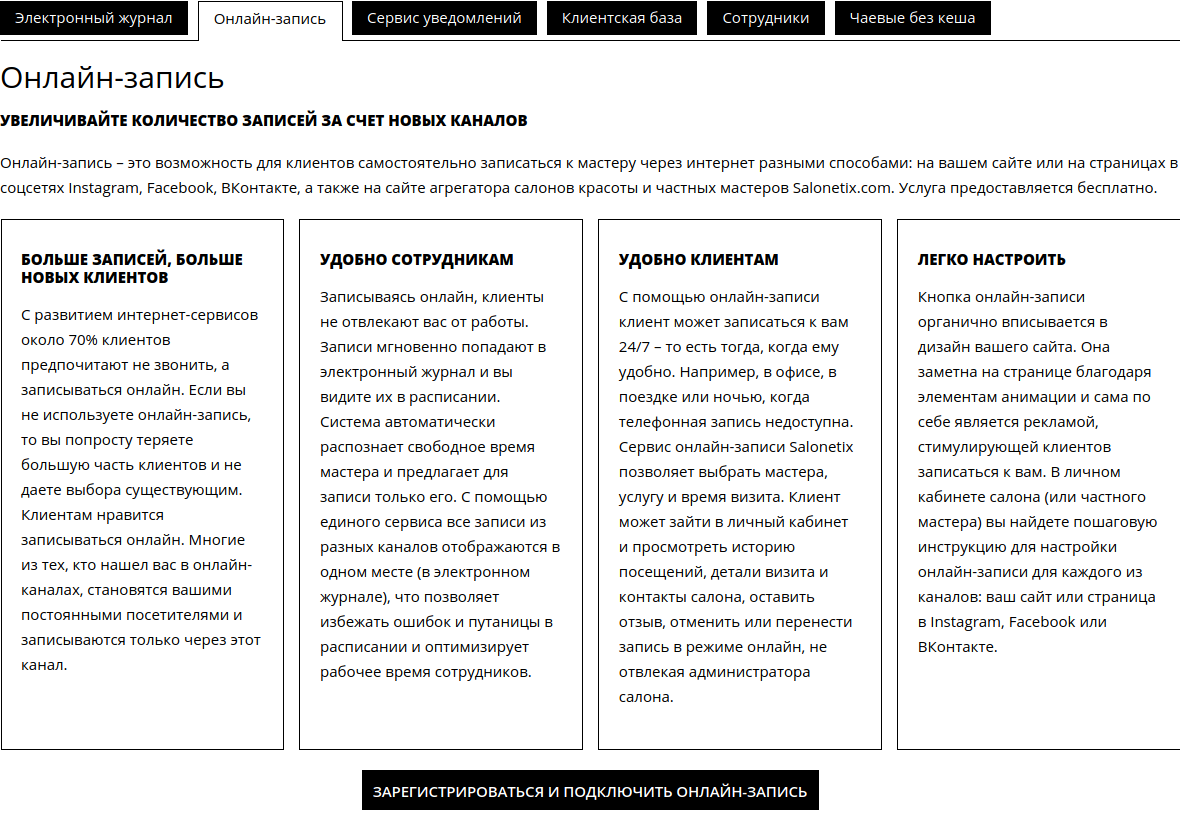 Электронный журнал
Онлайн-запись
Сервис уведомлений
Клиентская база
Сотрудники
Чаевые без кеша
Онлайн-запись
УВЕЛИЧИВАЙТЕ КОЛИЧЕСТВО ЗАПИСЕЙ ЗА СЧЕТ НОВЫХ КАНАЛОВ
Онлайн-запись – это возможность для клиентов самостоятельно записаться к мастеру через интернет разными способами: на вашем сайте или на страницах в
соцсетях Instagram, Facebook, ВКонтакте, а также на сайте агрегатора салонов красоты и частных мастеров Salonetix.com. Услуга предоставляется бесплатно.
БОЛЬШЕ ЗАПИСЕЙ, БОЛЬШЕ
НОВЫХ КЛИЕНТОВ
С развитием интернет-сервисов
около 70% клиентов
предпочитают не звонить, а
записываться онлайн. Если вы
не используете онлайн-запись,
то вы попросту теряете
большую часть клиентов и не
даете выбора существующим.
Клиентам нравится
записываться онлайн. Многие
из тех, кто нашел вас в онлайн-
каналах, становятся вашими
постоянными посетителями и
записываются только через этот
канал.
УДОБНО СОТРУДНИКАМ
Записываясь онлайн, клиенты
не отвлекают вас от работы.
Записи мгновенно попадают в
электронный журнал и вы
видите их в расписании.
Система автоматически
распознает свободное время
мастера и предлагает для
записи только его. С помощью
единого сервиса все записи из
разных каналов отображаются в
одном месте (в электронном
журнале), что позволяет
избежать ошибок и путаницы в
расписании и оптимизирует
рабочее время сотрудников.
УДОБНО КЛИЕНТАМ
С помощью онлайн-записи
клиент может записаться к вам
24/7 – то есть тогда, когда ему
удобно. Например, в офисе, в
поездке или ночью, когда
телефонная запись недоступна.
Сервис онлайн-записи Salonetix
позволяет выбрать мастера,
услугу и время визита. Клиент
может зайти в личный кабинет
и просмотреть историю
посещений, детали визита и
контакты салона, оставить
отзыв, отменить или перенести
запись в режиме онлайн, не
отвлекая администратора
салона.
ЛЕГКО НАСТРОИТЬ
Кнопка онлайн-записи
органично вписывается в
дизайн вашего сайта. Она
заметна на странице благодаря
элементам анимации и сама по
себе является рекламой,
стимулирующей клиентов
записаться к вам. В личном
кабинете салона (или частного
мастера) вы найдете пошаговую
инструкцию для настройки
онлайн-записи для каждого из
каналов: ваш сайт или страница
в Instagram, Facebook или
ВКонтакте.
ЗАРЕГИСТРИРОВАТЬСЯ И ПОДКЛЮЧИТЬ ОНЛАЙН-ЗАПИСЬ